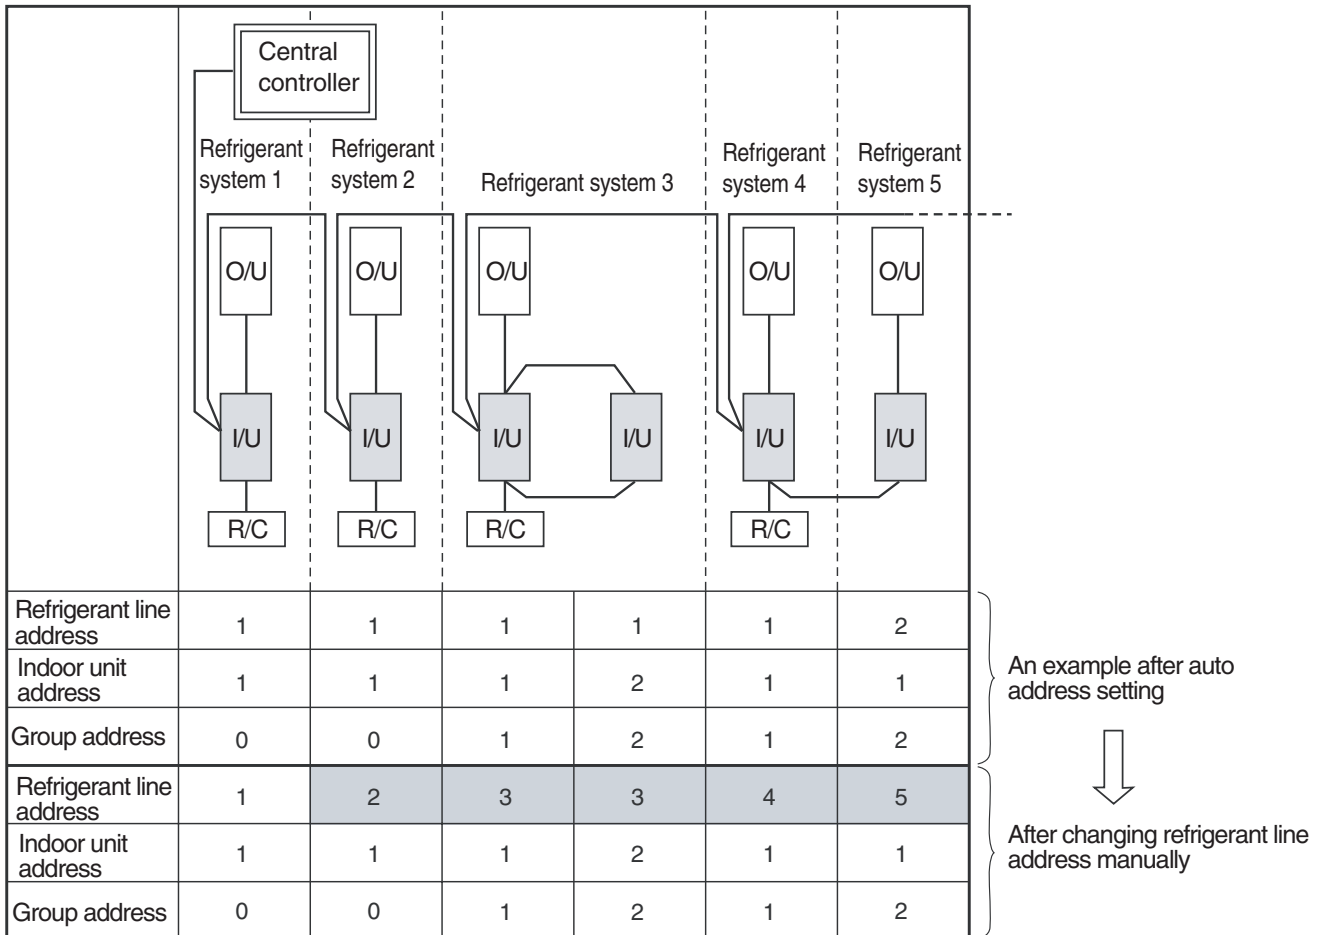 Central
controller
Refrigerant
system 1
Refrigerant
system 2
Refrigerant system 3
Refrigerant
system 4
Refrigerant
system 5
O/U O/U O/U O/U O/U
I/U I/U I/U I/U I/U I/U
R/C R/C R/C R/C
Refrigerant line
address
1 1 1 1 1 2
Indoor unit
address
1 1 1 2 1 1
Group address 0 0 1 2 1 2
An example after auto
address setting
Refrigerant line
address
1 2 3 3 4 5
Indoor unit
address
1 1 1 2 1 1
Group address 0 0 1 2 1 2
After changing refrigerant line
address manually